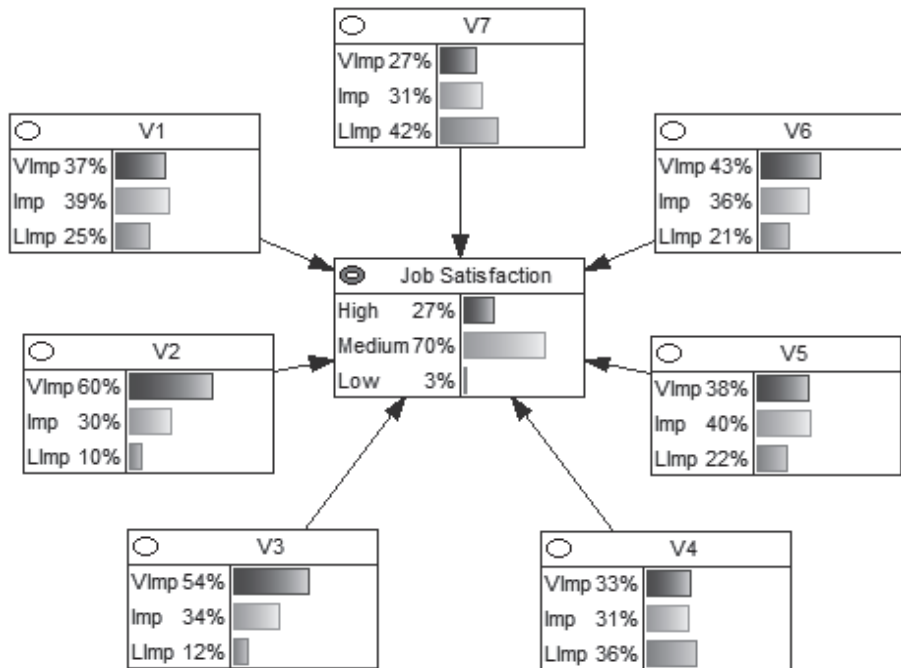 V7
VImp 27%
Imp 31%
LImp 42%
V1
VImp 37%
Imp 39%
LImp 25%
V6
VImp 43%
Imp 36%
LImp 21%
Job Satisfaction
High 27%
Medium 70%
Low 3%
V2
VImp 60%
Imp 30%
LImp 10%
V5
VImp 38%
Imp 40%
LImp 22%
V3
VImp 54%
Imp 34%
LImp 12%
V4
VImp 33%
Imp 31%
LImp 36%